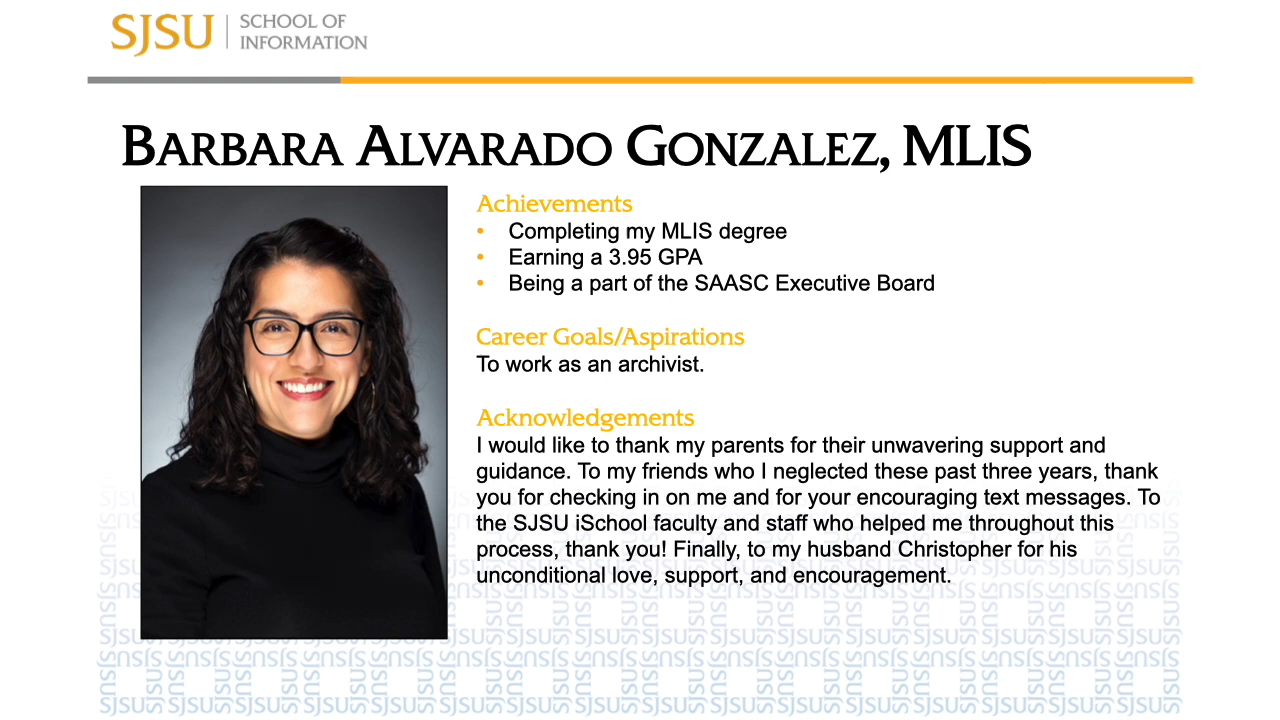 SJSU | SCHOOL OF
INFORMATION
BARBARA ALVARADO GONZALEZ, MLIS
Achievements
• Completing my MLIS degree
• Earning a 3.95 GPA
• Being a part of the SAASC Executive Board
Career Goals/Aspirations
To work as an archivist.
Acknowledgements
I would like to thank my parents for their unwavering support and
guidance. To my friends who I neglected these past three years, thank
you for checking in on me and for your encouraging text messages. To
the SJSU iSchool faculty and staff who helped me throughout this
process, thank you! Finally, to my husband Christopher for his
unconditional love, support, and encouragement.